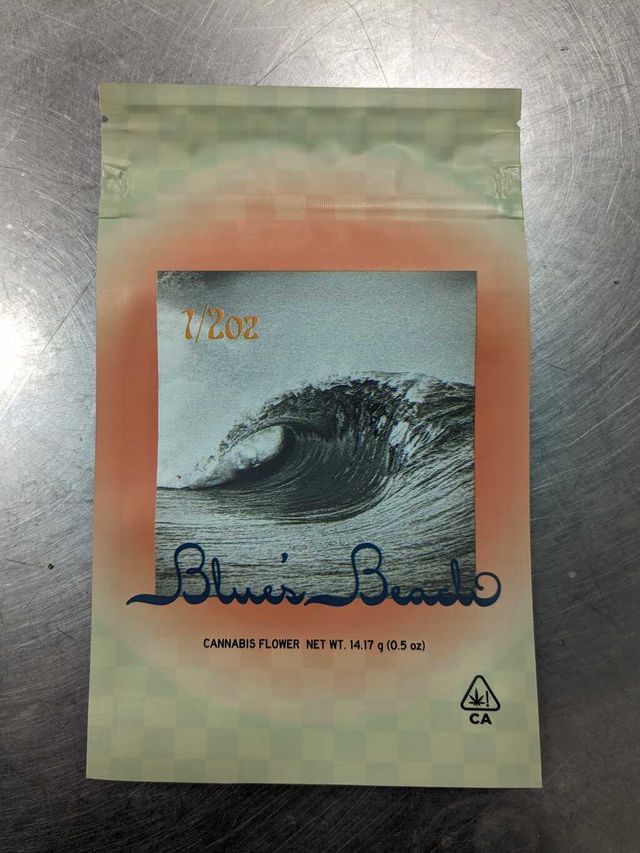 1/2oz
Blue's Beach
CANNABIS FLOWER NET WT. 14.17 g (0.5 oz)
CA